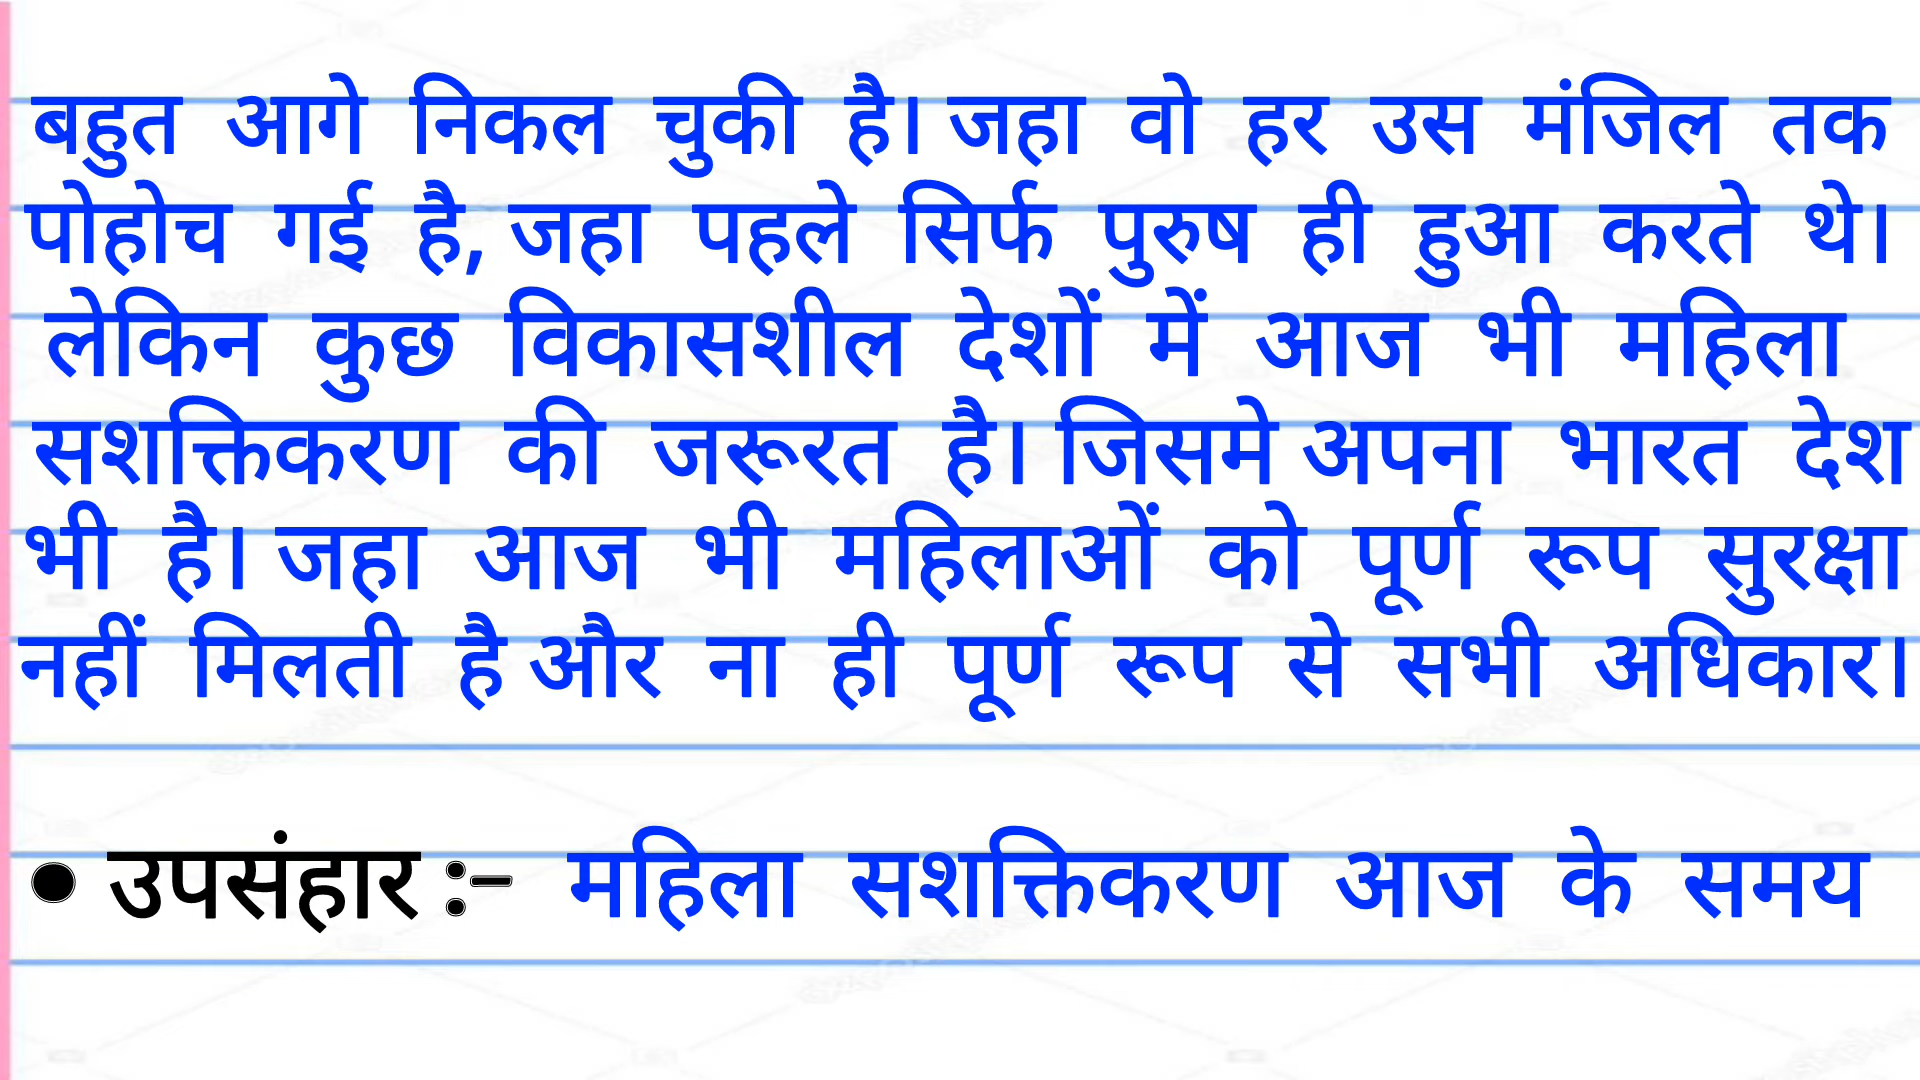 बहुत आगे निकल चुकी है। जहा वो हर उस मंजिल तक
पोहोच गई है, जहा पहले सिर्फ पुरुष ही हुआ करते थे।
लेकिन कुछ विकासशील देशों में आज भी महिला
सशक्तिकरण की जरूरत है। जिसमे अपना भारत देश
भी है। जहा आज भी महिलाओं को पूर्ण रूप सुरक्षा
नहीं मिलती है और ना ही पूर्ण रूप से सभी अधिकार।
• उपसंहार :- महिला सशक्तिकरण आज के समय